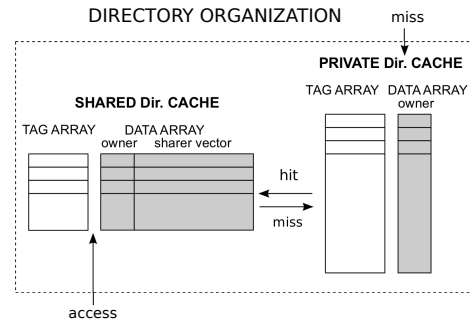 DIRECTORY ORGANIZATION
miss
PRIVATE Dir. CACHE
TAG ARRAY DATA ARRAY
owner
SHARED Dir. CACHE
TAG ARRAY DATA ARRAY
owner sharer vector
hit
miss
access